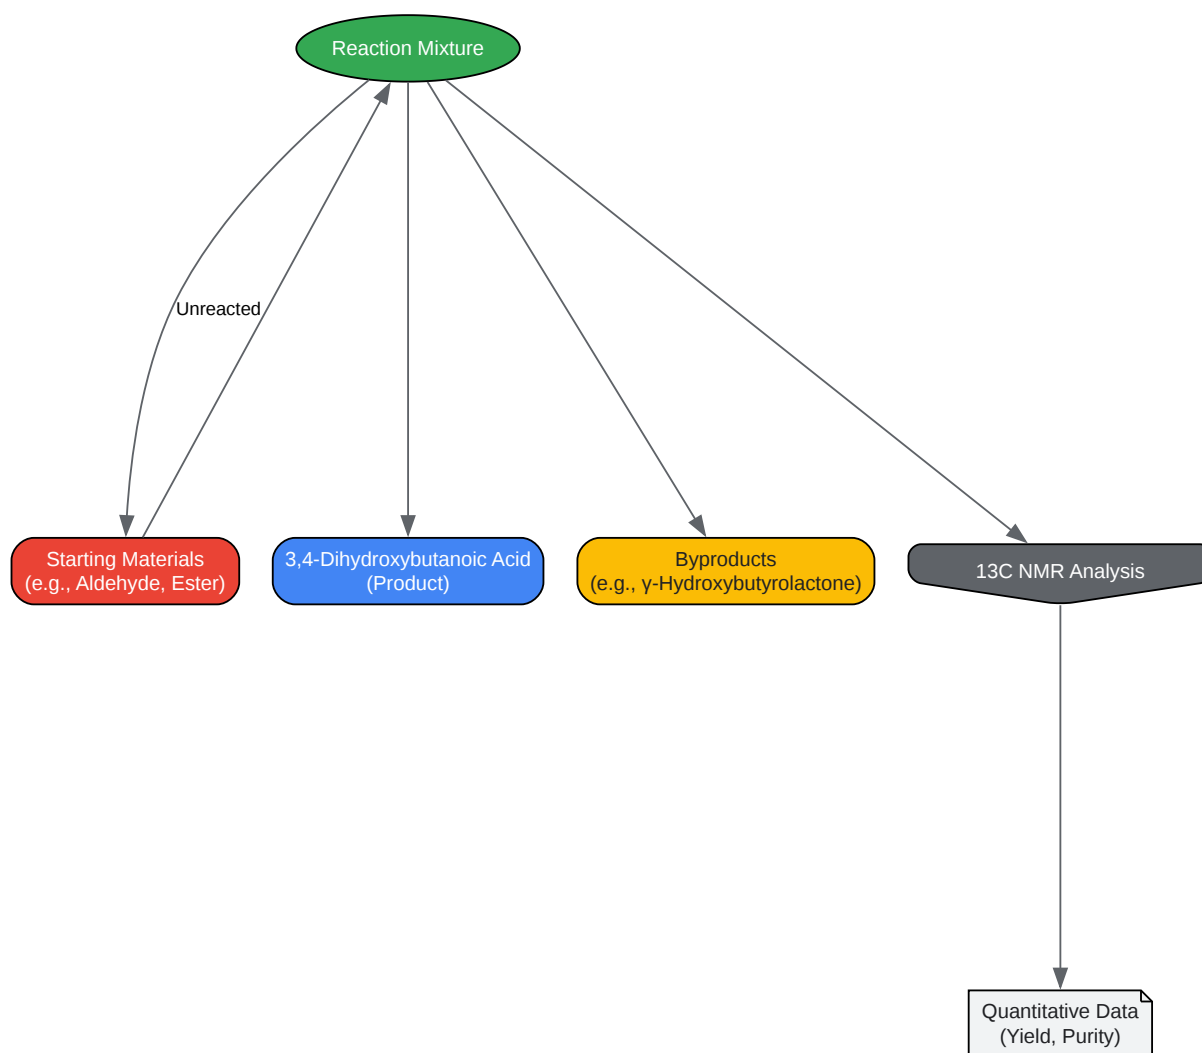 Reaction Mixture
Unreacted
Starting Materials
(e.g., Aldehyde, Ester)
3,4-Dihydroxybutanoic Acid
(Product)
Byproducts
(e.g., γ-Hydroxybutyrolactone)
13C NMR Analysis
Quantitative Data
(Yield, Purity)